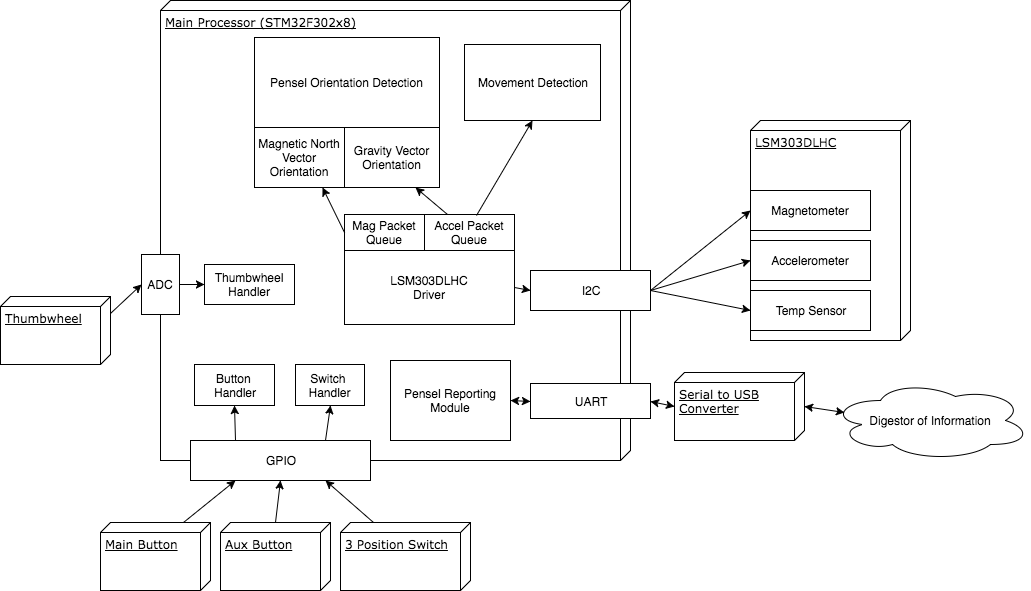 Main Processor (STM32F302x8)
Pensel Orientation Detection
Movement Detection
Magnetic North
Vector
Orientation
Gravity Vector
Orientation
LSM303DLHC
Mag Packet
Queue
Accel Packet
Queue
Magnetometer
Accelerometer
Temp Sensor
LSM303DLHC
Driver
I2C
ADC
Thumbwheel
Handler
Thumbwheel
Button
Handler
Switch
Handler
Pensel Reporting
Module
UART
Serial to USB
Converter
Digestor of Information
GPIO
Main Button
Aux Button
3 Position Switch